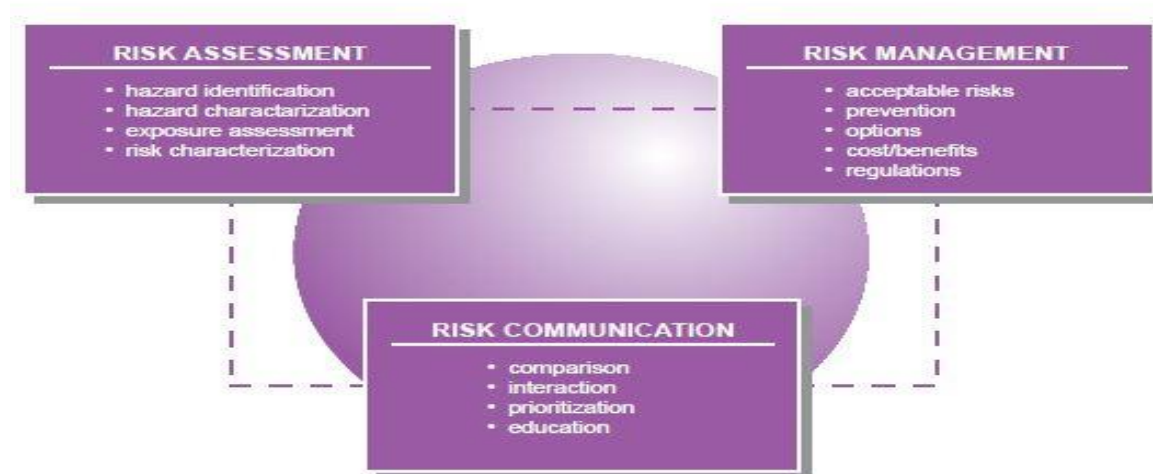 RISK ASSESSMENT
• hazard identification
• hazard charactarization
• exposure assessment
• risk characterization
RISK MANAGEMENT
• acceptable risks
• prevention
• options
• cost/benefits
• regulations
RISK COMMUNICATION
• comparison
• interaction
• prioritization
• education